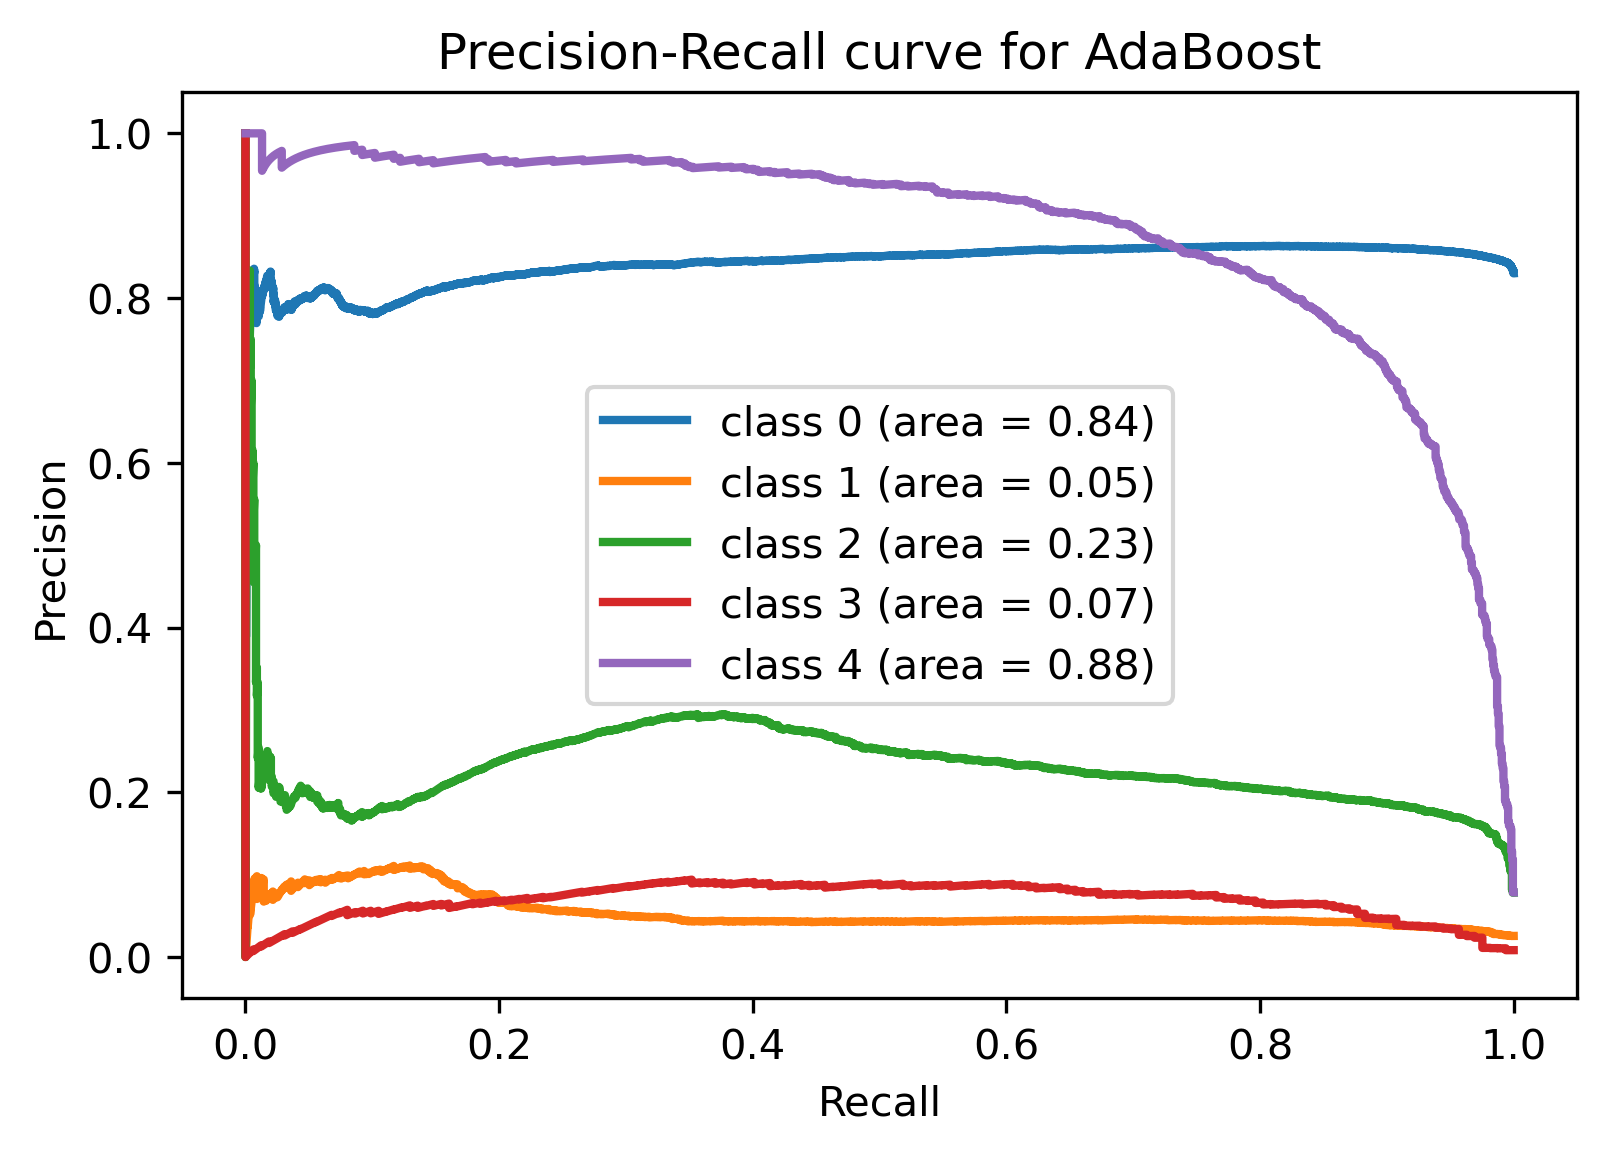 Precision-Recall curve for AdaBoost
1.0
0.8
0.6
0.4
0.2
0.0
Precision
class 0 (area = 0.84)
class 1 (area = 0.05)
class 2 (area = 0.23)
class 3 (area = 0.07)
class 4 (area = 0.88)
0.0 0.2 0.4 0.6 0.8 1.0
Recall